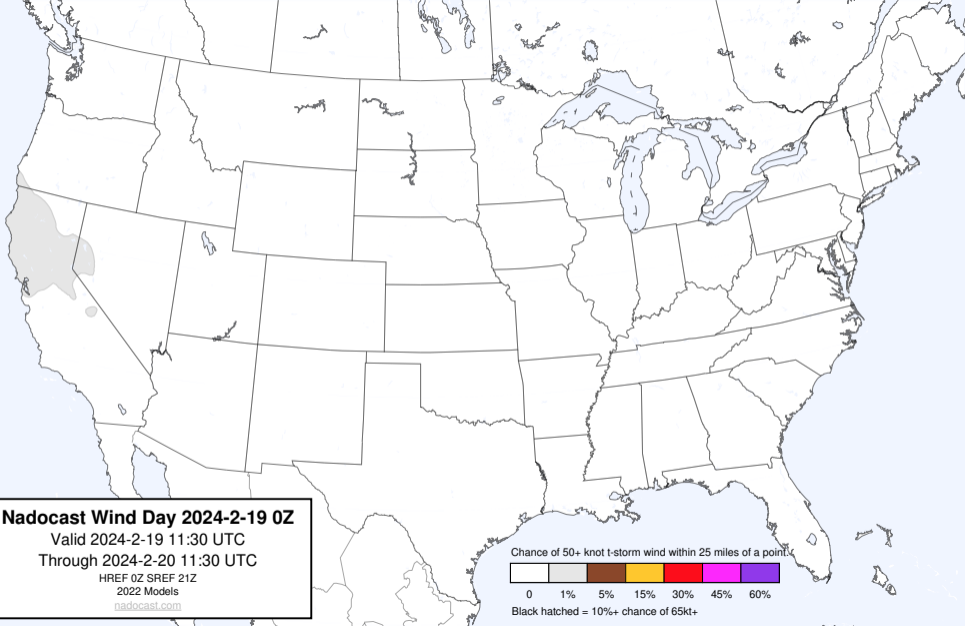 Nadocast Wind Day 2024-2-19 0Z
Valid 2024-2-19 11:30 UTC
Through 2024-2-20 11:30 UTC
HREF 0Z SREF 21Z
2022 Models
nadocast.com
Chance of 50+ knot t-storm wind within 25 miles of a point.
0 1% 5% 15% 30% 45% 60%
Black hatched = 10%+ chance of 65kt+